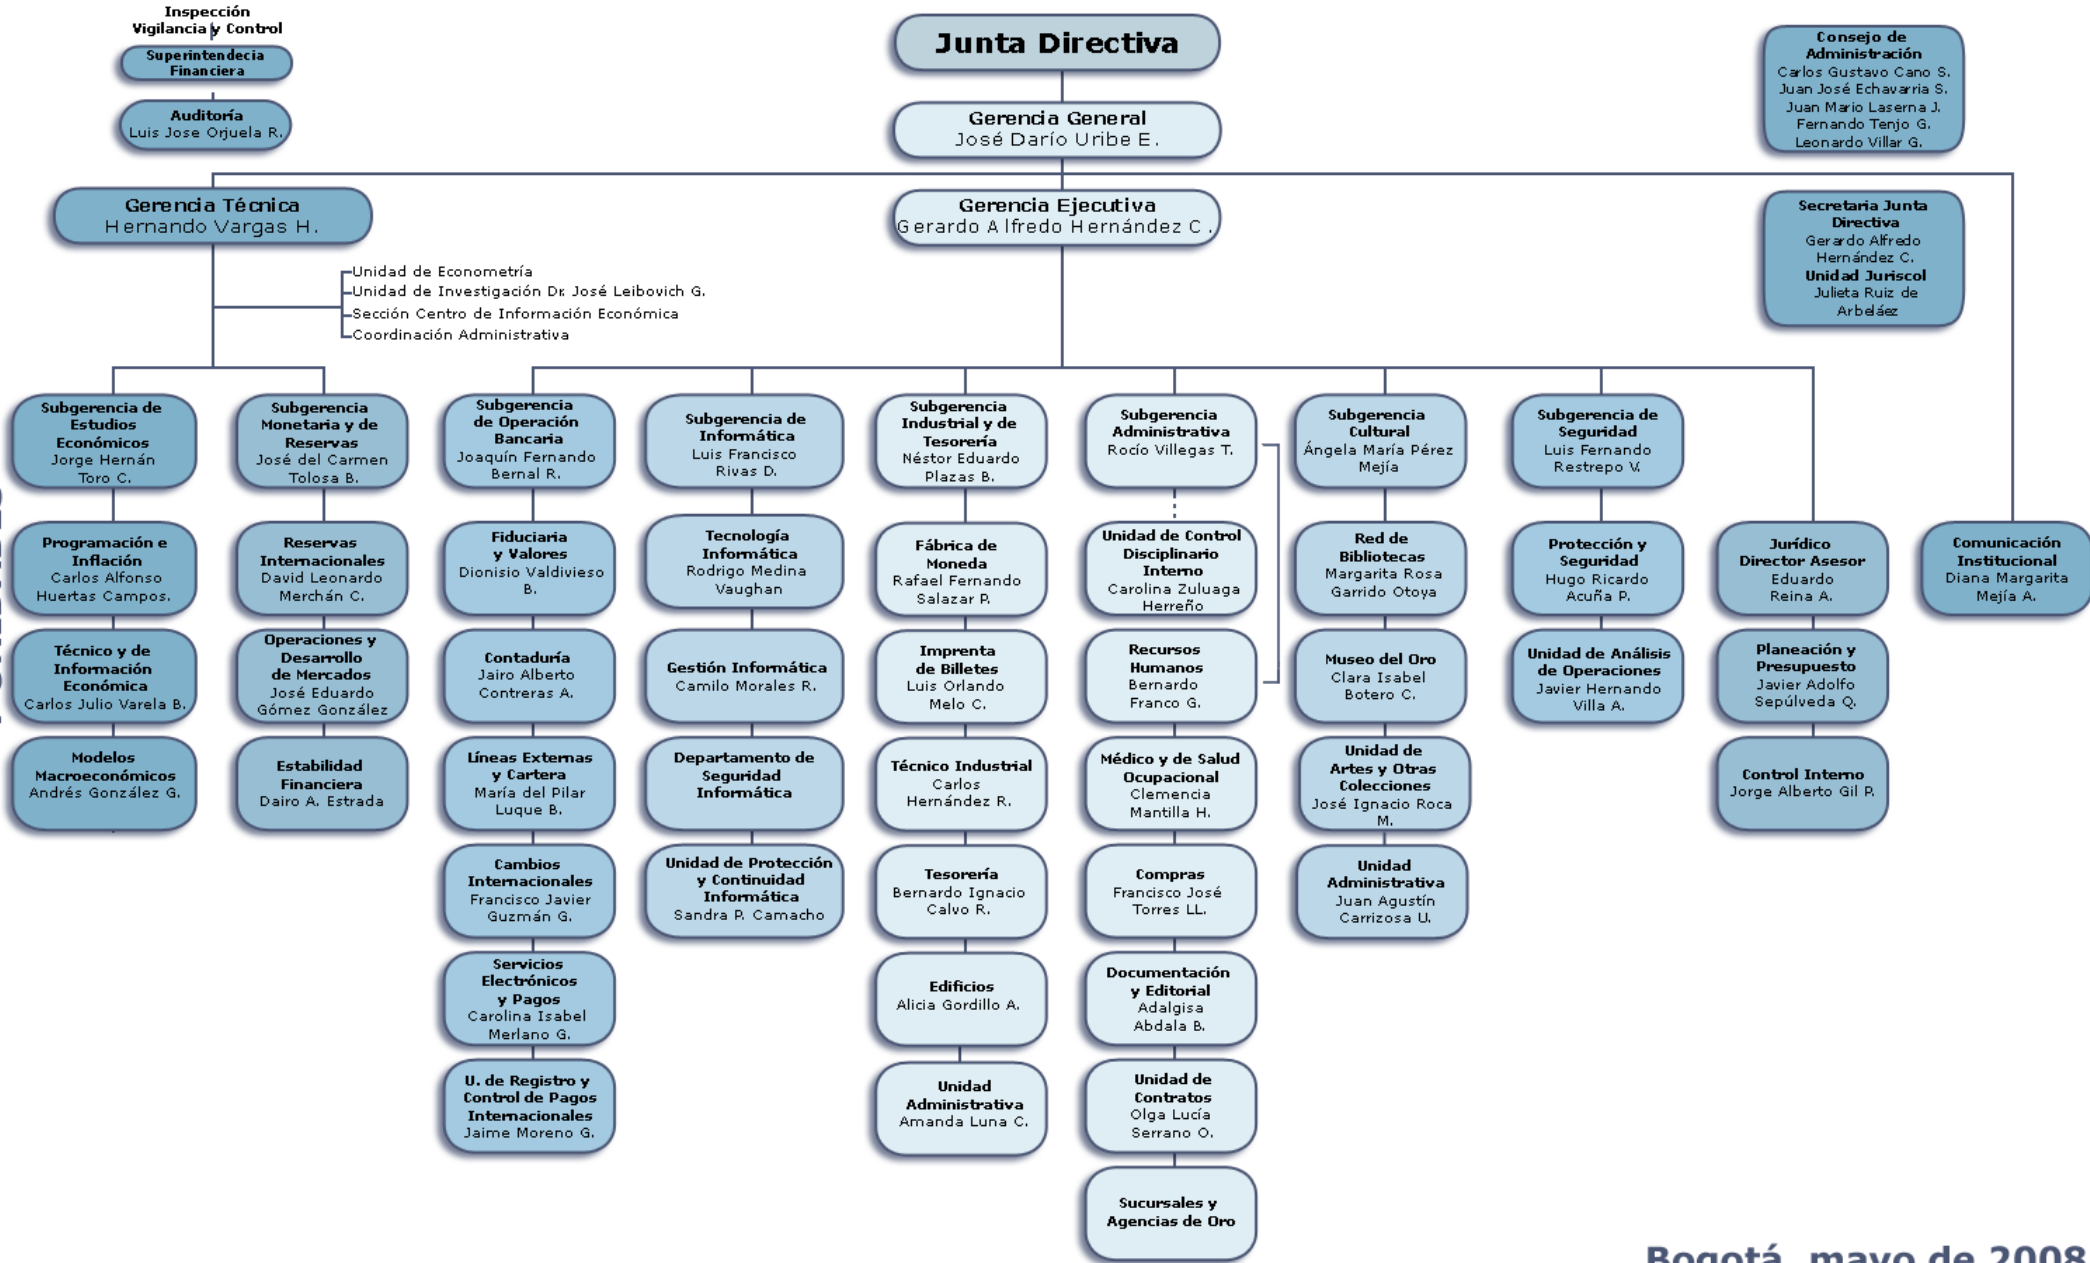 Inspección
Vigilancia y Control
Superintendecia
Financiera
Auditoría
Luis Jose Orjuela R.
Junta Directiva
Gerencia General
José Darío Uribe E.
Consejo de
Administración
Carlos Gustavo Cano S.
Juan José Echavarria S.
Juan Mario Laserna J.
Fernando Tenjo G.
Leonardo Villar G.
Gerencia Técnica
Hernando Vargas H.
Gerencia Ejecutiva
Gerardo Alfredo Hernández C.
Secretaria Junta
Directiva
Gerardo Alfredo
Hernández C.
Unidad Juriscol
Julieta Ruiz de
Arbeláez
Unidad de Econometría
Unidad de Investigación Dr. José Leibovich G.
Sección Centro de Información Económica
Coordinación Administrativa
Subgerencia de
Estudios
Económicos
Jorge Hernán
Toro C.
Programación e
Inflación
Carlos Alfonso
Huertas Campos.
Técnico y de
Información
Económica
Carlos Julio Varela B.
Modelos
Macroeconómicos
Andrés González G.
Subgerencia
Monetaria y de
Reservas
José del Carmen
Tolosa B.
Reservas
Internacionales
David Leonardo
Merchán C.
Operaciones y
Desarrollo
de Mercados
José Eduardo
Gómez González
Estabilidad
Financiera
Dairo A. Estrada
Subgerencia
de Operación
Bancaria
Joaquín Fernando
Bernal R.
Fiduciaria
y Valores
Dionisio Valdivieso
B.
Contaduría
Jairo Alberto
Contreras A.
Líneas Externas
y Cartera
María del Pilar
Luque B.
Cambios
Internacionales
Francisco Javier
Guzmán G.
Servicios
Electrónicos
y Pagos
Carolina Isabel
Merlano G.
U. de Registro y
Control de Pagos
Internacionales
Jaime Moreno G.
Subgerencia de
Informática
Luis Francisco
Rivas D.
Tecnología
Informática
Rodrigo Medina
Vaughan
Gestión Informática
Camilo Morales R.
Departamento de
Seguridad
Informática
Unidad de Protección
y Continuidad
Informática
Sandra P. Camacho
Subgerencia
Industrial y de
Tesorería
Néstor Eduardo
Plazas B.
Fábrica de
Moneda
Rafael Fernando
Salazar P.
Imprenta
de Billetes
Luis Orlando
Melo C.
Técnico Industrial
Carlos
Hernández R.
Tesorería
Bernardo Ignacio
Calvo R.
Edificios
Alicia Gordillo A.
Unidad
Administrativa
Amanda Luna C.
Subgerencia
Administrativa
Rocío Villegas T.
Unidad de Control
Disciplinario
Interno
Carolina Zuluaga
Herreño
Recursos
Humanos
Bernardo
Franco G.
Médico y de Salud
Ocupacional
Clemencia
Mantilla H.
Compras
Francisco José
Torres LL.
Documentación
y Editorial
Adalgisa
Abdala B.
Unidad de
Contratos
Olga Lucía
Serrano O.
Sucursales y
Agencias de Oro
Subgerencia
Cultural
Ángela María Pérez
Mejía
Red de
Bibliotecas
Margarita Rosa
Garrido Otoya
Museo del Oro
Clara Isabel
Botero C.
Unidad de
Artes y Otras
Colecciones
José Ignacio Roca
M.
Unidad
Administrativa
Juan Agustín
Carrizosa U.
Subgerencia de
Seguridad
Luis Fernando
Restrepo V.
Protección y
Seguridad
Hugo Ricardo
Acuña P.
Unidad de Análisis
de Operaciones
Javier Hernando
Villa A.
Jurídico
Director Asesor
Eduardo
Reina A.
Planeación y
Presupuesto
Javier Adolfo
Sepúlveda Q.
Control Interno
Jorge Alberto Gil P.
Comunicación
Institucional
Diana Margarita
Mejía A.
Bogotá, mayo de 2008